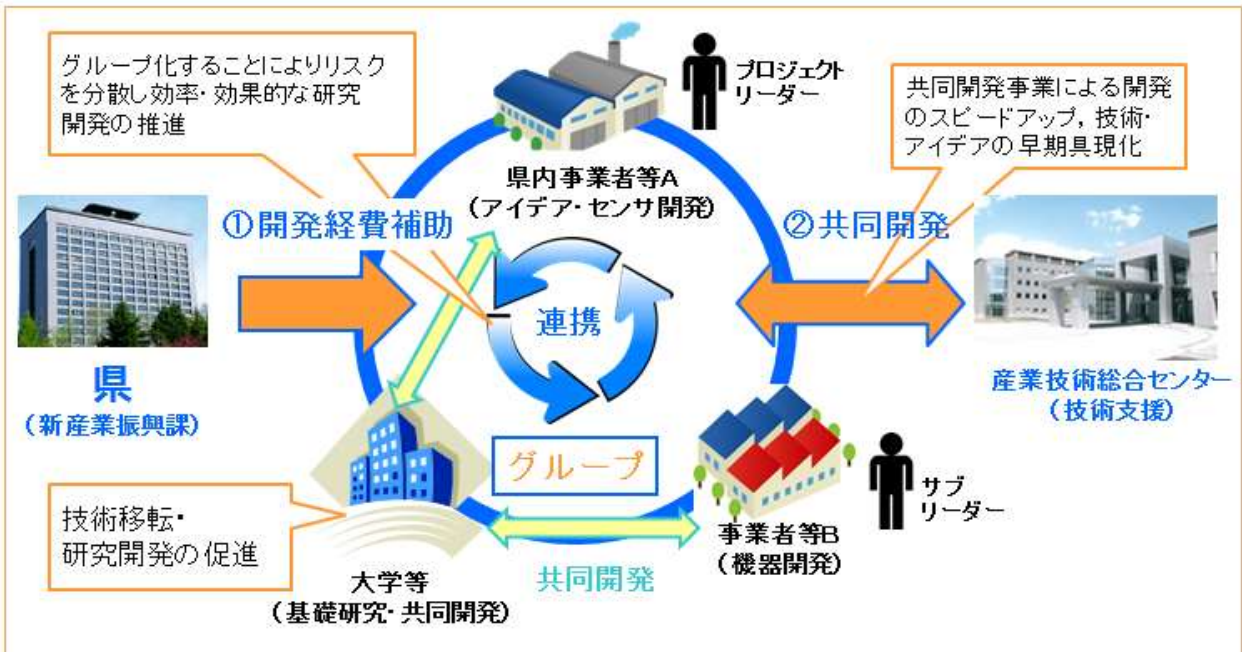 グループ化することによりリスク
を分散し効率・効果的な研究
開発の推進
プロジェクト
リーダー
共同開発事業による開発
のスピードアップ，技術・
アイデアの早期具現化
県内事業者等A
（アイデア・センサ開発）
①開発経費補助
②共同開発
連携
県
（新産業振興課）
産業技術総合センター
（技術支援）
グループ
サブ
リーダー
技術移転・
研究開発の促進
事業者等B
（機器開発）
共同開発
大学等
（基礎研究・共同開発）